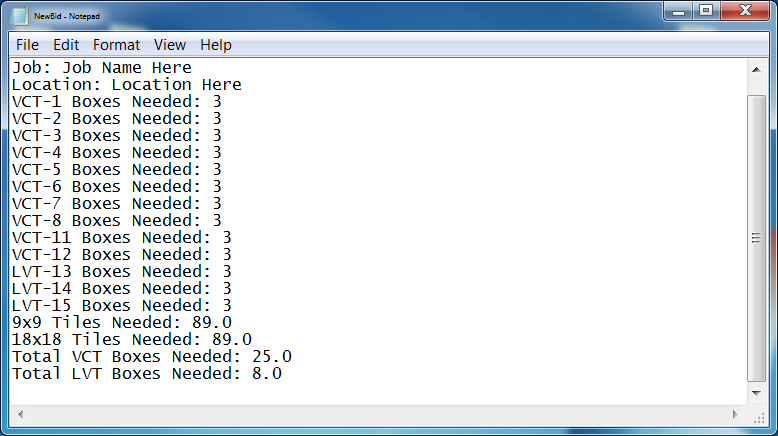 NewBid - Notepad
File Edit Format View Help
Job: Job Name Here
Location: Location Here
VCT-1 Boxes Needed: 3
VCT-2 Boxes Needed: 3
VCT-3 Boxes Needed: 3
VCT-4 Boxes Needed: 3
VCT-5 Boxes Needed: 3
VCT-6 Boxes Needed: 3
VCT-7 Boxes Needed: 3
VCT-8 Boxes Needed: 3
VCT-11 Boxes Needed: 3
VCT-12 Boxes Needed: 3
LVT-13 Boxes Needed: 3
LVT-14 Boxes Needed: 3
LVT-15 Boxes Needed: 3
9x9 Tiles Needed: 89.0
18x18 Tiles Needed: 89.0
Total VCT Boxes Needed: 25.0
Total LVT Boxes Needed: 8.0